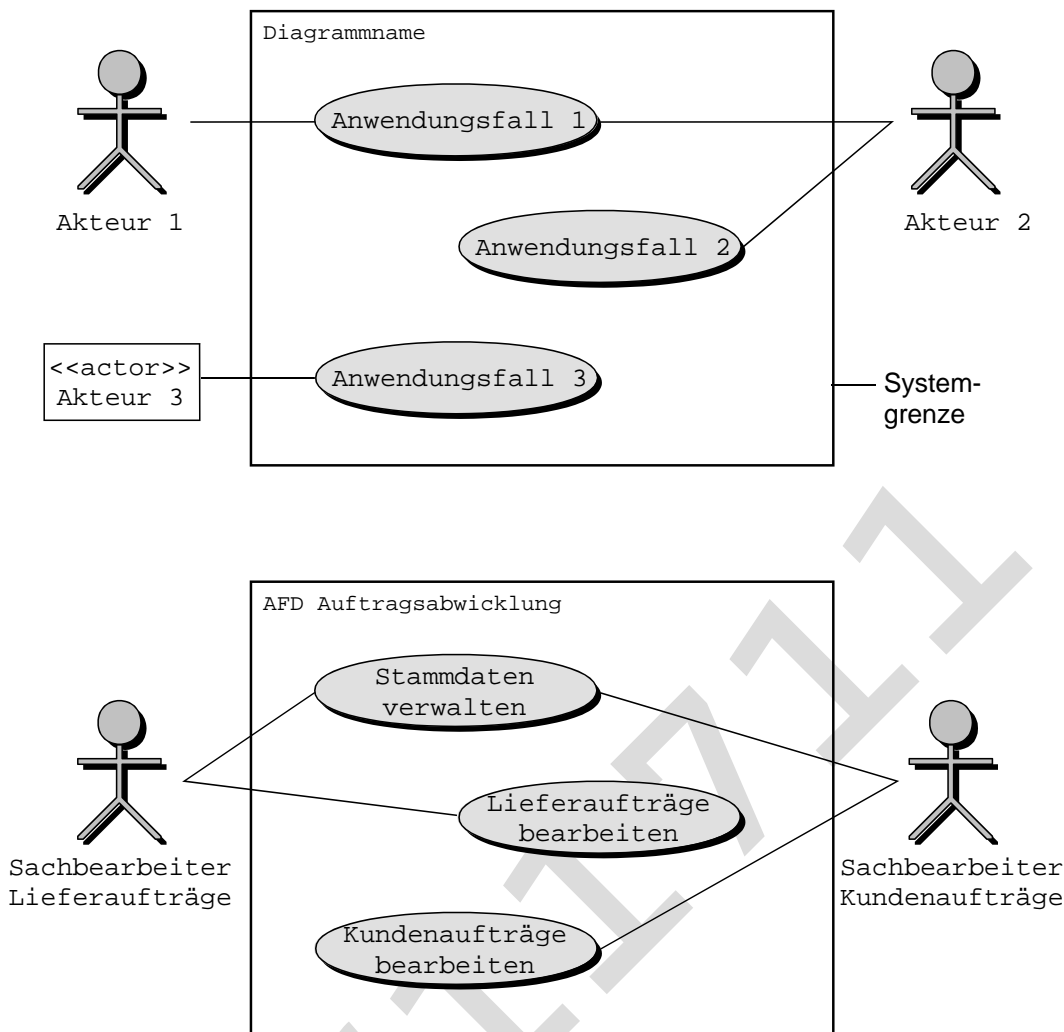 Diagrammname
Anwendungsfall 1
Akteur 1
Akteur 2
Anwendungsfall 2
<<actor>>
Akteur 3
Anwendungsfall 3
System-
grenze
AFD Auftragsabwicklung
Stammdaten
verwalten
Lieferaufträge
bearbeiten
Sachbearbeiter
Lieferaufträge
Sachbearbeiter
Kundenaufträge
Kundenaufträge
bearbeiten
11711